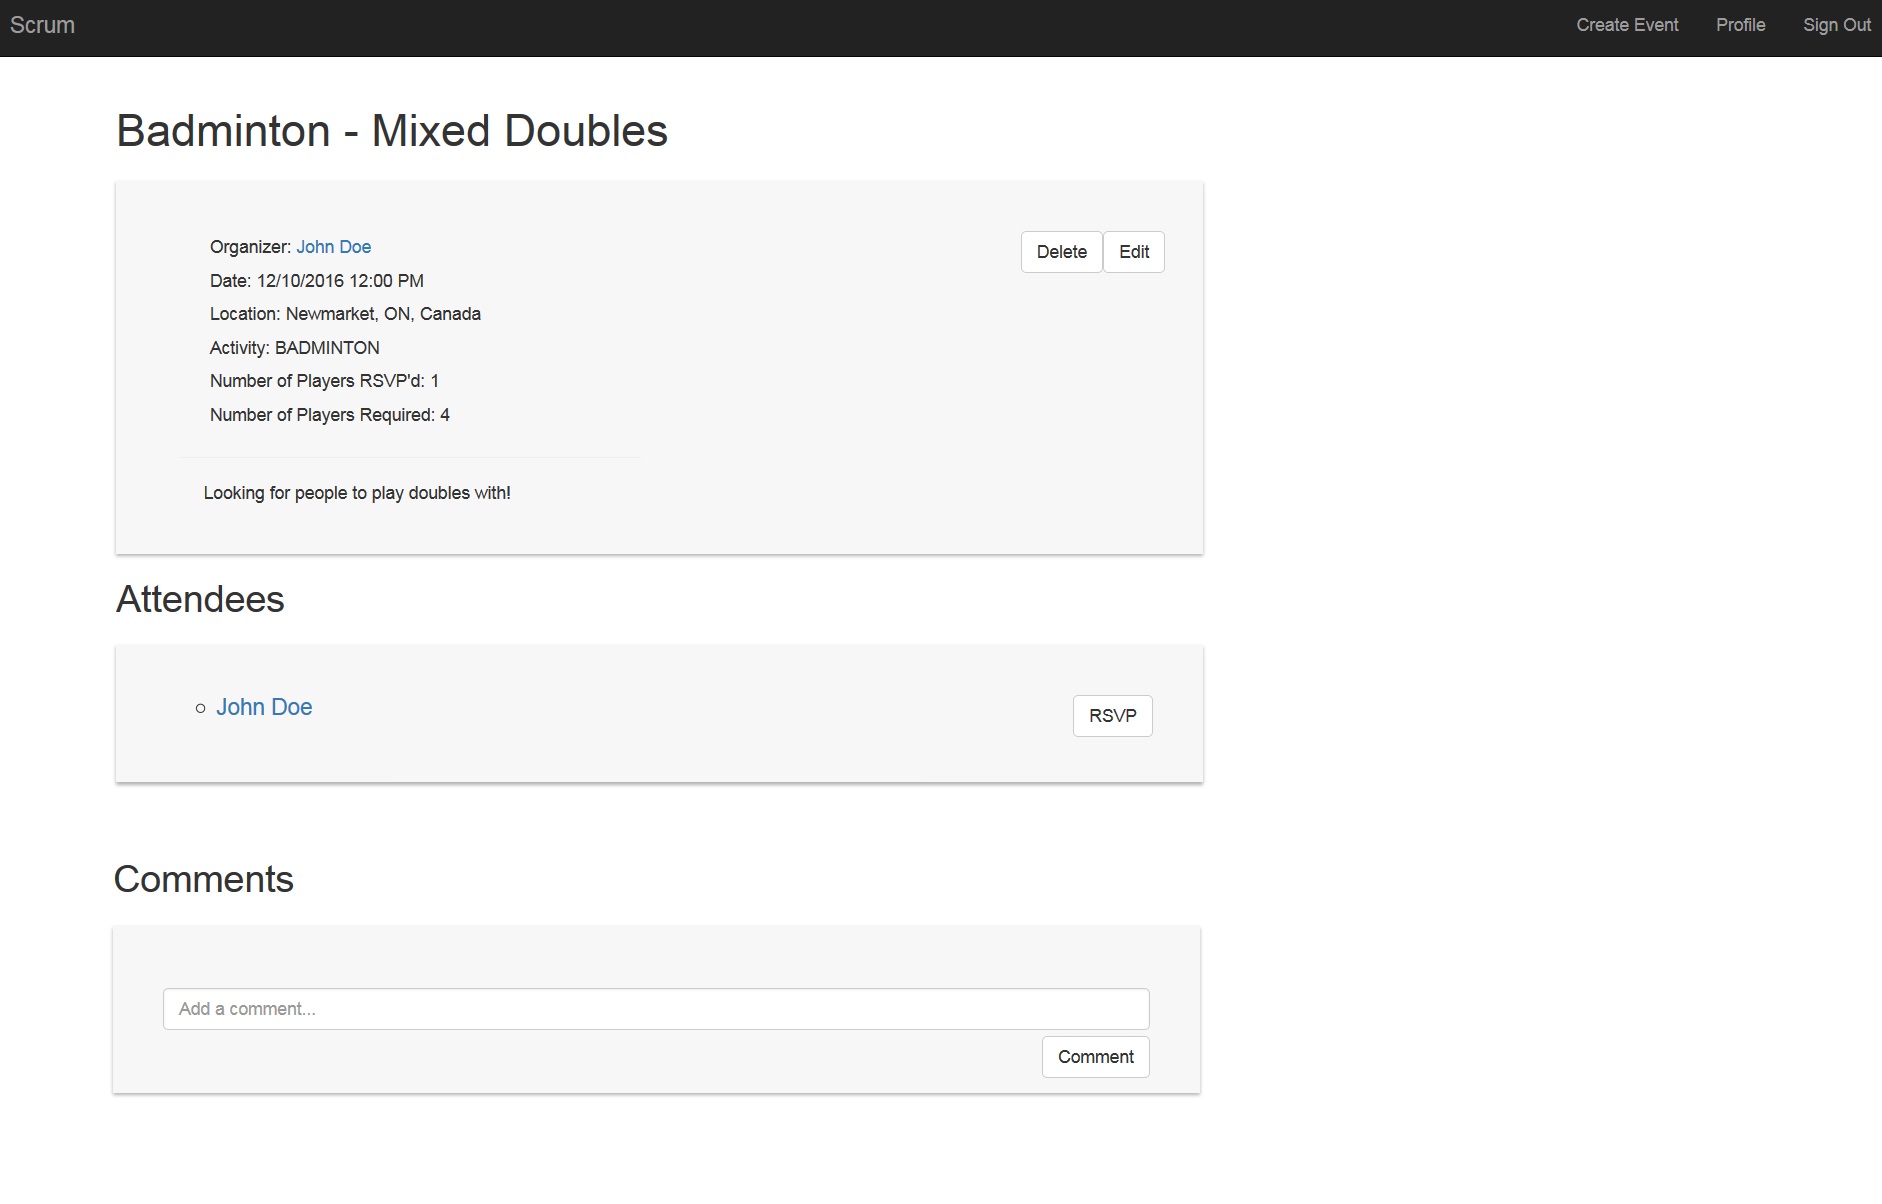 Scrum
Create Event Profile Sign Out
Badminton - Mixed Doubles
Organizer: John Doe
Delete Edit
Date: 12/10/2016 12:00 PM
Location: Newmarket, ON, Canada
Activity: BADMINTON
Number of Players RSVP'd: 1
Number of Players Required: 4
Looking for people to play doubles with!
Attendees
John Doe
RSVP
Comments
Add a comment...
Comment